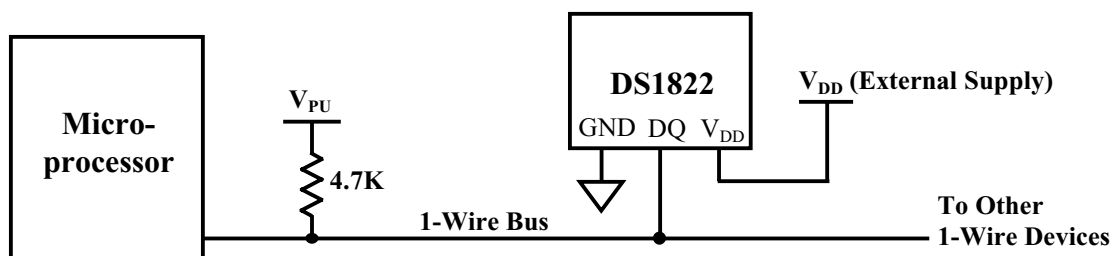 Micro-
processor
V_PU
4.7K
1-Wire Bus
DS1822
GND DQ V_DD
V_DD (External Supply)
To Other
1-Wire Devices